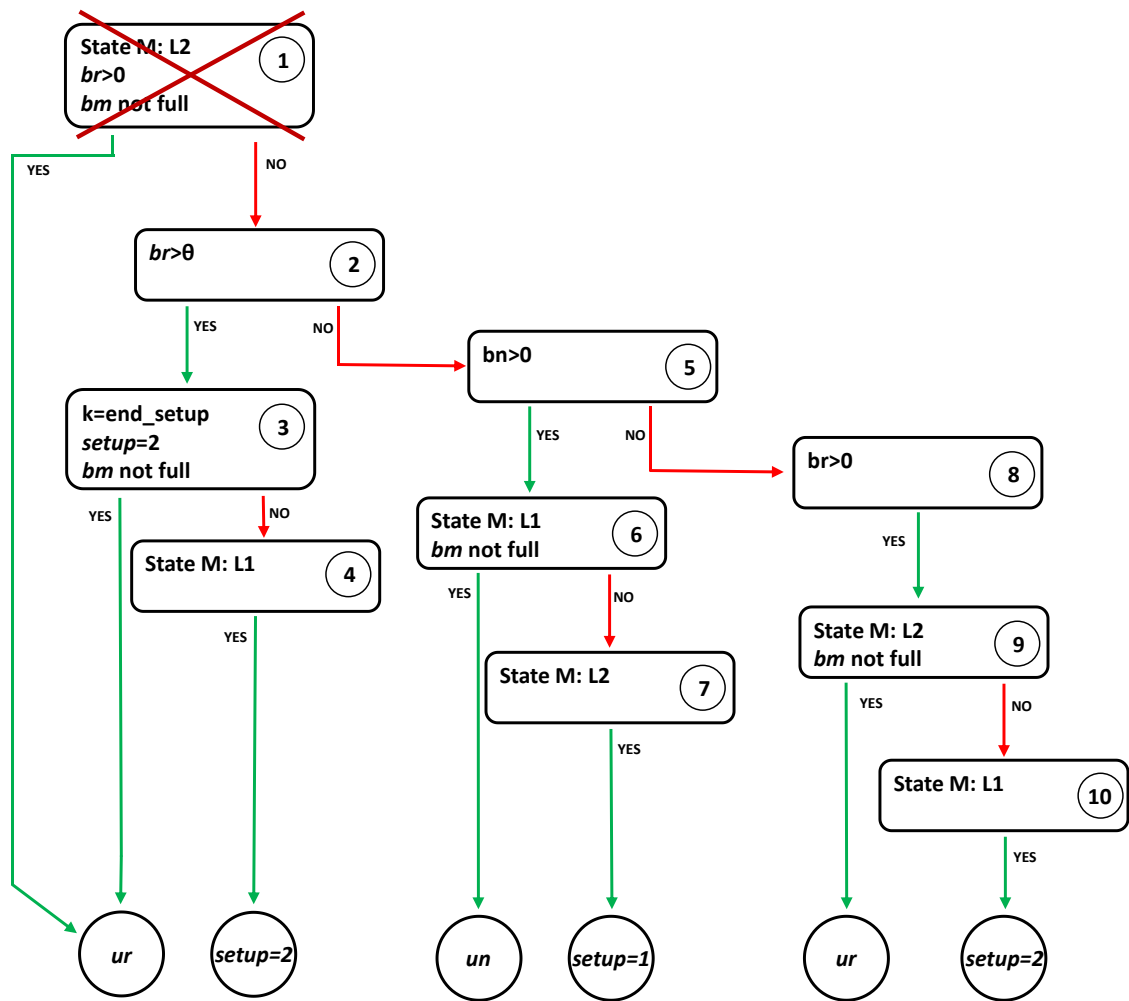 State M: L2
br>0
bm not full
1
YES
NO
br>θ
2
YES
NO
bn>0
5
k=end_setup
setup=2
bm not full
3
YES
NO
br>0
8
YES
NO
State M: L1
bm not full
6
YES
State M: L1
4
YES
NO
YES
State M: L2
bm not full
9
State M: L2
7
YES
NO
YES
State M: L1
10
YES
ur
setup=2
un
setup=1
ur
setup=2